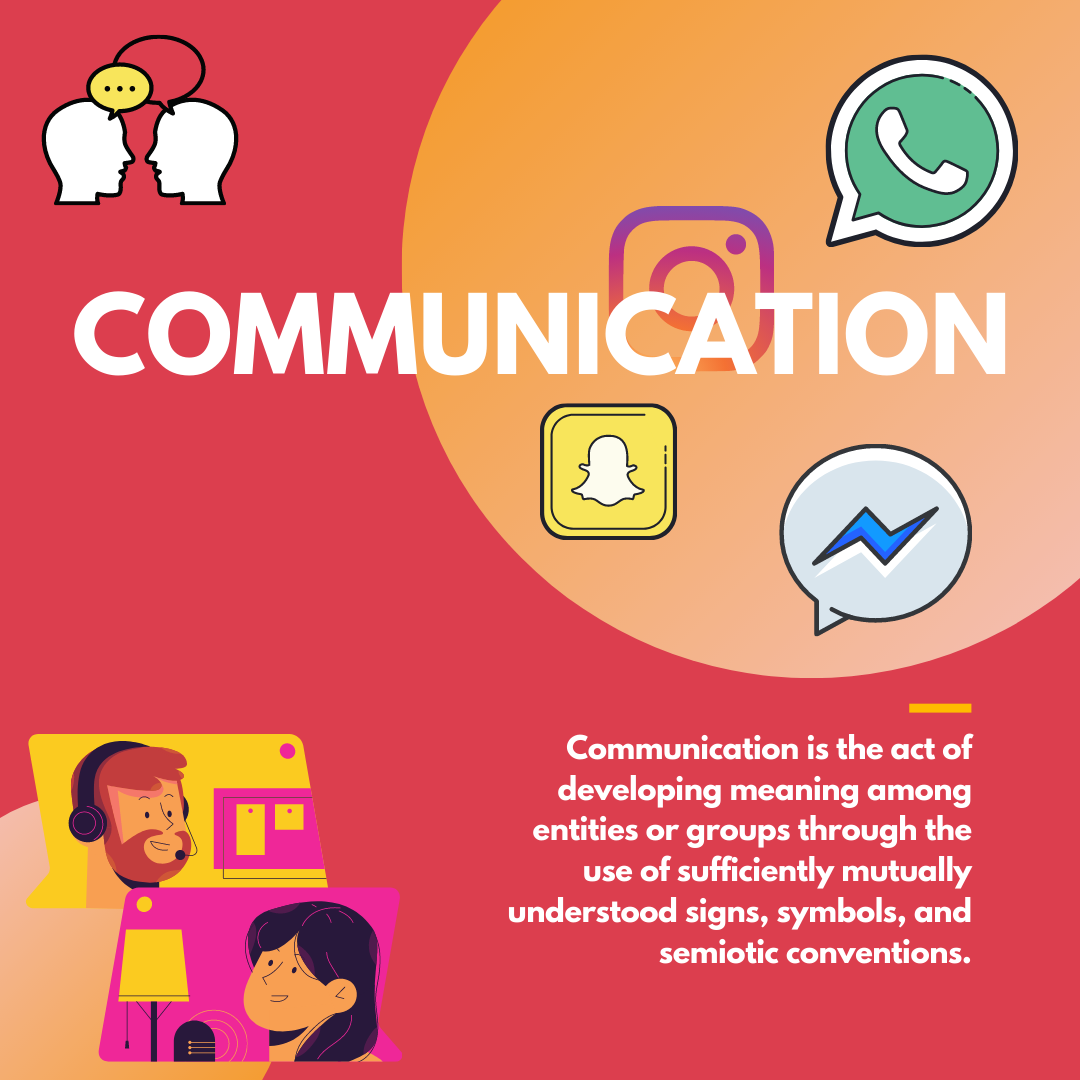 COMMUNICATION
Communication is the act of
developing meaning among
entities or groups through the
use of sufficiently mutually
understood signs, symbols, and
semiotic conventions.